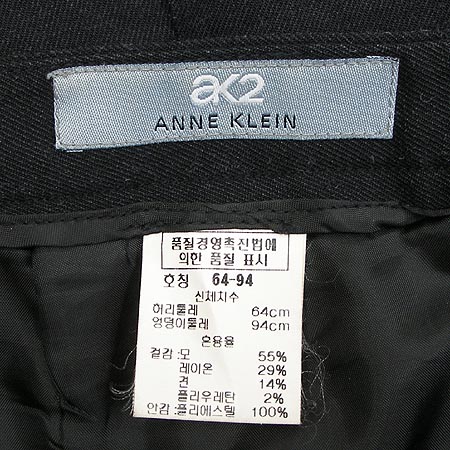 ak2
ANNE KLEIN
품질경영촉진법에
의한 품질 표시
호칭 64-94
신체치수
허리둘레 64cm
엉덩이둘레 94cm
혼용율
겉감:모 55%
레이온 29%
견 14%
플리우레탄 2%
안감:플리에스텔 100%